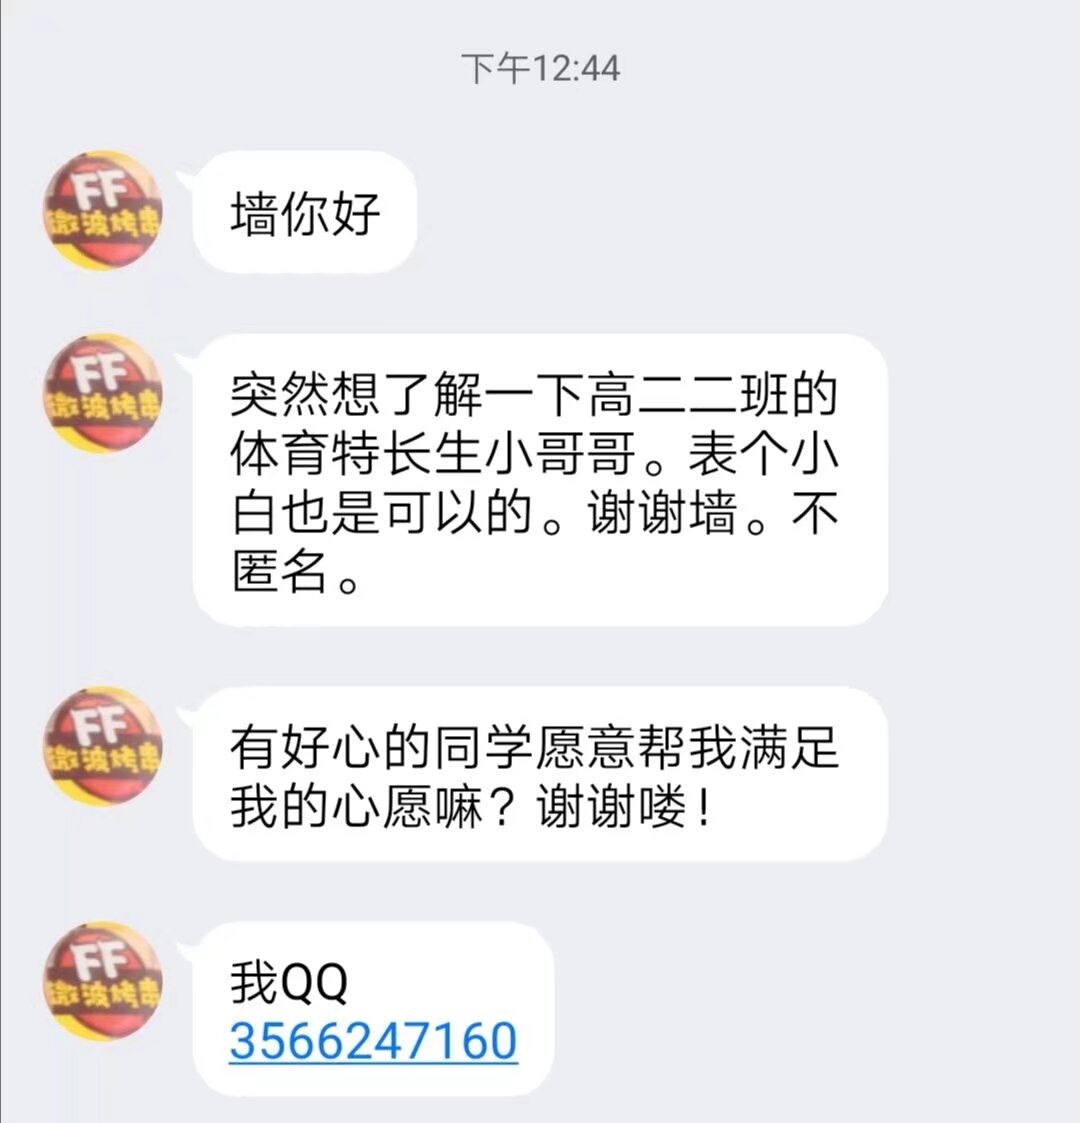 下午12:44
FF
微波烤串
墙你好
FF
微波烤串
突然想了解一下高二二班的
体育特长生小哥哥。表个小
白也是可以的。谢谢墙。不
匿名。
FF
微波烤串
有好心的同学愿意帮我满足
我的心愿嘛？谢谢喽！
FF
微波烤串
我QQ
3566247160